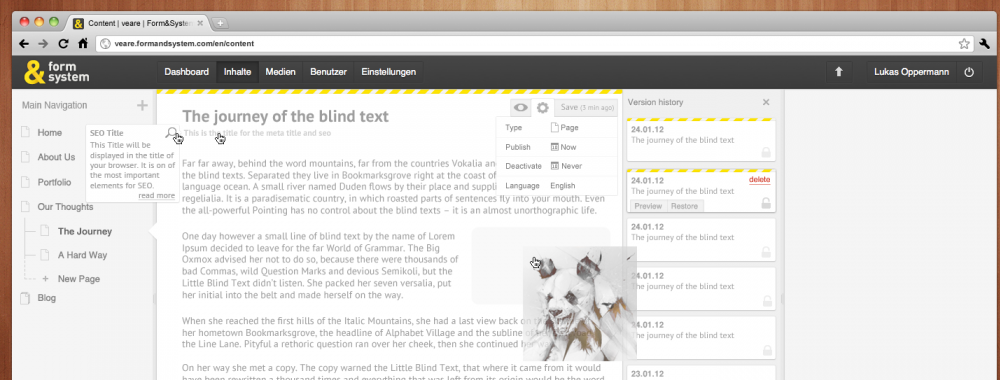 Content | veare | Form&System
veare.formandsystem.com/en/content
& form system
Dashboard Inhalte Medien Benutzer Einstellungen
Lukas Oppermann
Main Navigation
Home
About Us
Portfolio
Our Thoughts
The Journey
A Hard Way
New Page
Blog
SEO Title
This Title will be
displayed in the title of
your browser. It is on of
the most important
elements for SEO.
read more
The journey of the blind text
This is the title for the meta title and seo
Far far away, behind the word mountains, far from the countries Vokalia an
the blind texts. Separated they live in Bookmarksgrove right at the coast of
language ocean. A small river named Duden flows by their place and suppli
regelialia. It is a paradisematic country, in which roasted parts of sentences fly into your mouth. Even
the all-powerful Pointing has no control about the blind texts – it is an almost unorthographic life.
One day however a small line of blind text by the name of Lorem
Ipsum decided to leave for the far World of Grammar. The Big
Oxmox advised her not to do so, because there were thousands of
bad Commas, wild Question Marks and devious Semikoli, but the
Little Blind Text didn't listen. She packed her seven versalia, put
her initial into the belt and made herself on the way.
When she reached the first hills of the Italic Mountains, she had a last view back on
her hometown Bookmarksgrove, the headline of Alphabet Village and the subline
the Line Lane. Pityful a rethoric question ran over her cheek, then she continued
On her way she met a copy. The copy warned the Little Blind Text, that where it came from it would
have been rewritten a thousand times and everything that was left from its origin would be the word
Save (3 min ago)
Type Page
Publish Now
Deactivate Never
Language English
Version history
24.01.12
The journey of the blind text
24.01.12
delete
The journey of the blind text
Preview Restore
24.01.12
The journey of the blind text
24.01.12
The journey of the blind text
24.01.12
The journey of the blind text
23.01.12